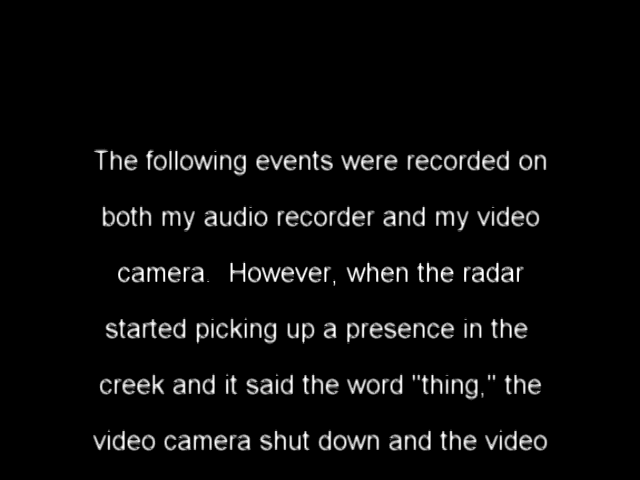 The following events were recorded on
both my audio recorder and my video
camera.  However, when the radar
started picking up a presence in the
creek and it said the word "thing," the
video camera shut down and the video